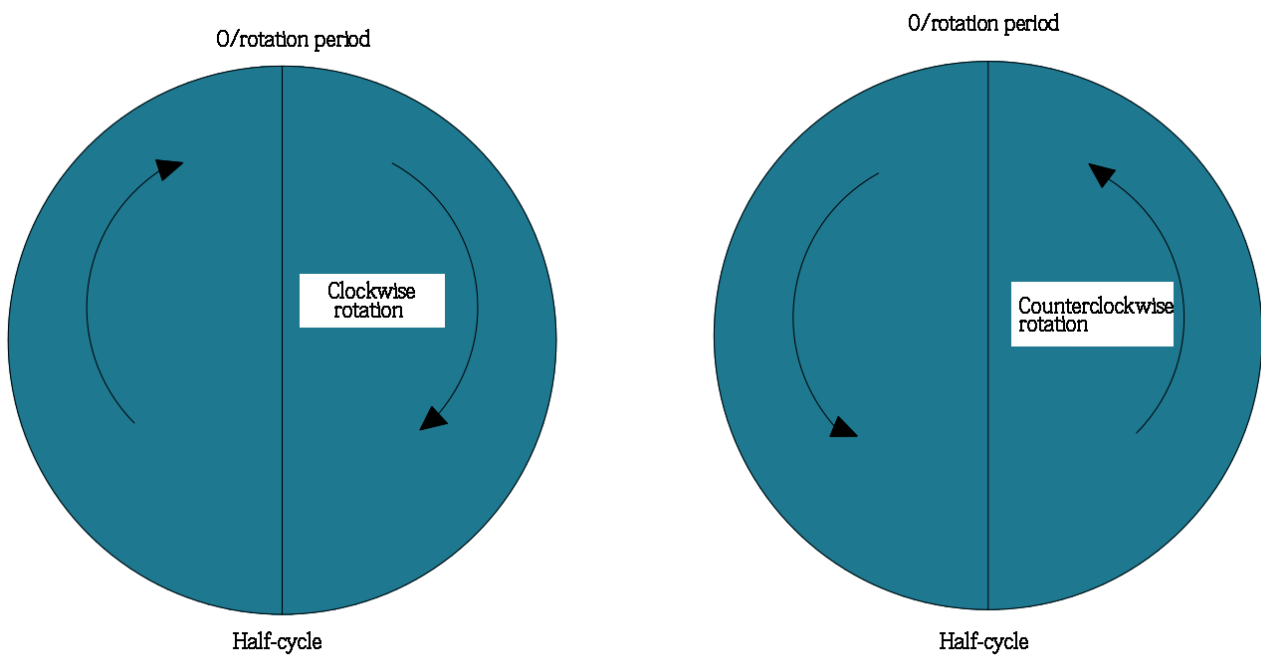 0/rotation period
Clockwise
rotation
Half-cycle
0/rotation period
Counterclockwise
rotation
Half-cycle